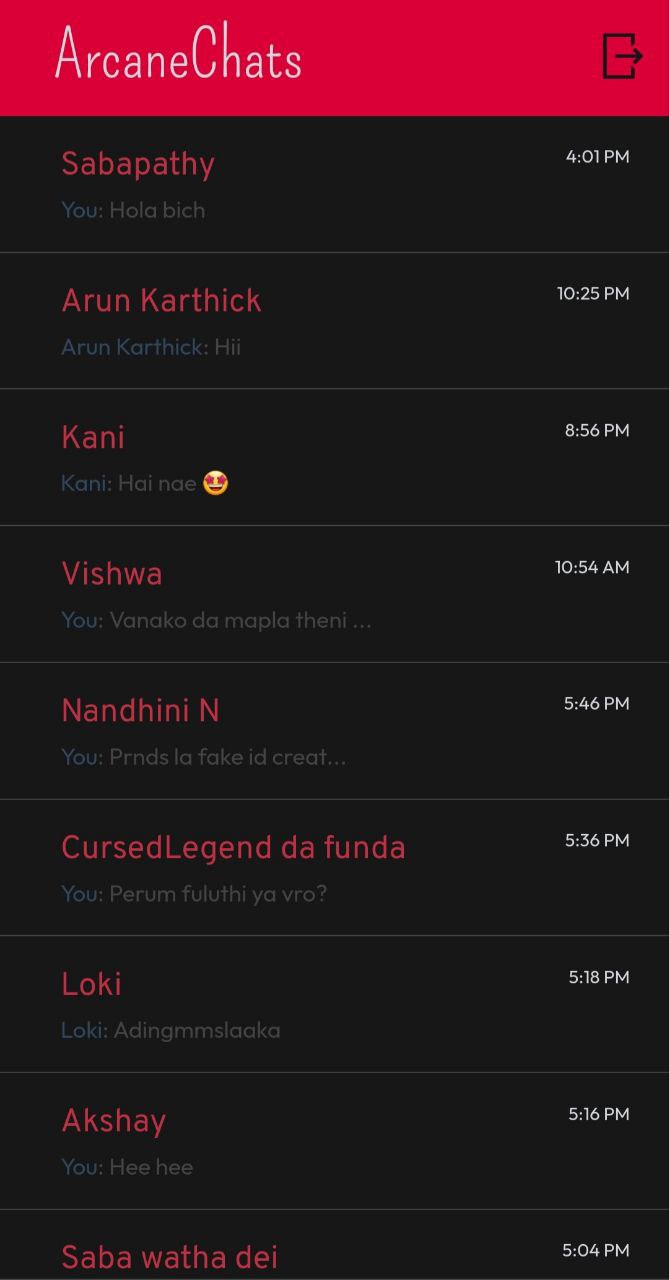 ArcaneChats
Sabapathy 4:01 PM
You: Hola bich
Arun Karthick 10:25 PM
Arun Karthick: Hii
Kani 8:56 PM
Kani: Hai nae 🤩
Vishwa 10:54 AM
You: Vanako da mapla theni ...
Nandhini N 5:46 PM
You: Prnds la fake id creat...
CursedLegend da funda 5:36 PM
You: Perum fuluthi ya vro?
Loki 5:18 PM
Loki: Adingmmslaaka
Akshay 5:16 PM
You: Hee hee
Saba watha dei 5:04 PM